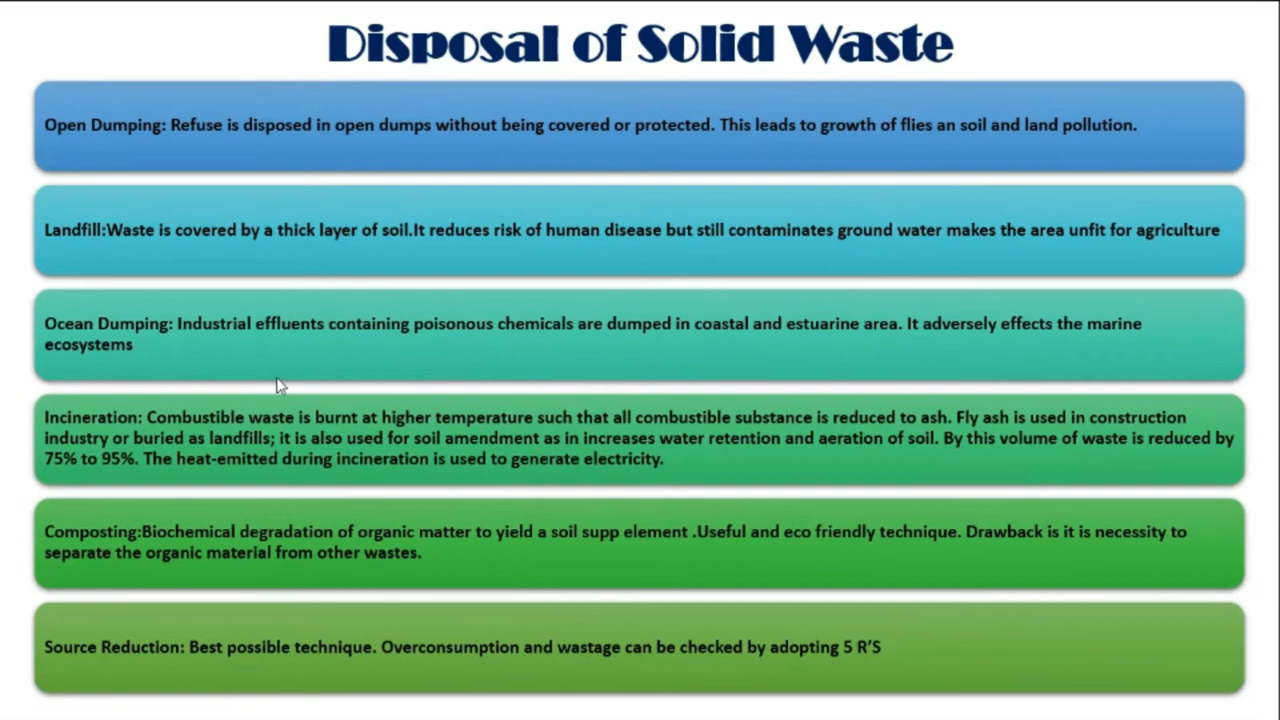 Disposal of Solid Waste
Open Dumping: Refuse is disposed in open dumps without being covered or protected. This leads to growth of flies an soil and land pollution.
Landfill:Waste is covered by a thick layer of soil.It reduces risk of human disease but still contaminates ground water makes the area unfit for agriculture
Ocean Dumping: Industrial effluents containing poisonous chemicals are dumped in coastal and estuarine area. It adversely effects the marine
ecosystems
Incineration: Combustible waste is burnt at higher temperature such that all combustible substance is reduced to ash. Fly ash is used in construction
industry or buried as landfills; it is also used for soil amendment as in increases water retention and aeration of soil. By this volume of waste is reduced by
75% to 95%. The heat-emitted during incineration is used to generate electricity.
Composting:Biochemical degradation of organic matter to yield a soil supp element .Useful and eco friendly technique. Drawback is it is necessity to
separate the organic material from other wastes.
Source Reduction: Best possible technique. Overconsumption and wastage can be checked by adopting 5 R’S